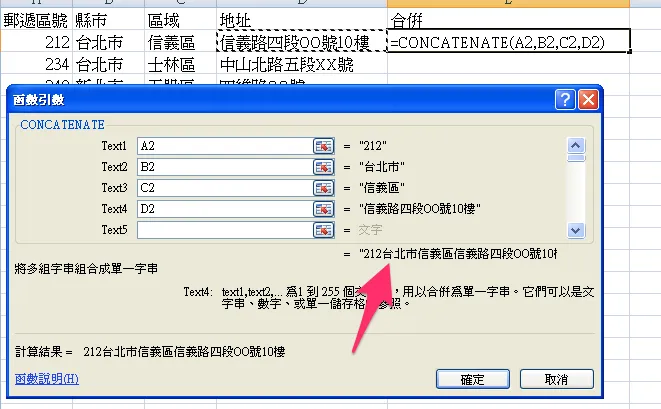 郵遞區號 縣市 區域 地址 合併
212 台北市 信義區 信義路四段OO號10樓 =CONCATENATE(A2,B2,C2,D2)
234 台北市 士林區 中山北路五段XX號
函數引數
CONCATENATE
Text1 A2 = "212"
Text2 B2 = "台北市"
Text3 C2 = "信義區"
Text4 D2 = "信義路四段OO號10樓"
Text5 = 文字
= "212台北市信義區信義路四段OO號10
將多組字串組合成單一字串
Text4: text1,text2,... 為1 到 255 個 ,用以合併為單一字串。它們可以是文
字串、數字、或單一儲存格 參照。
計算結果 = 212台北市信義區信義路四段OO號10樓
函數說明(H) 確定 取消